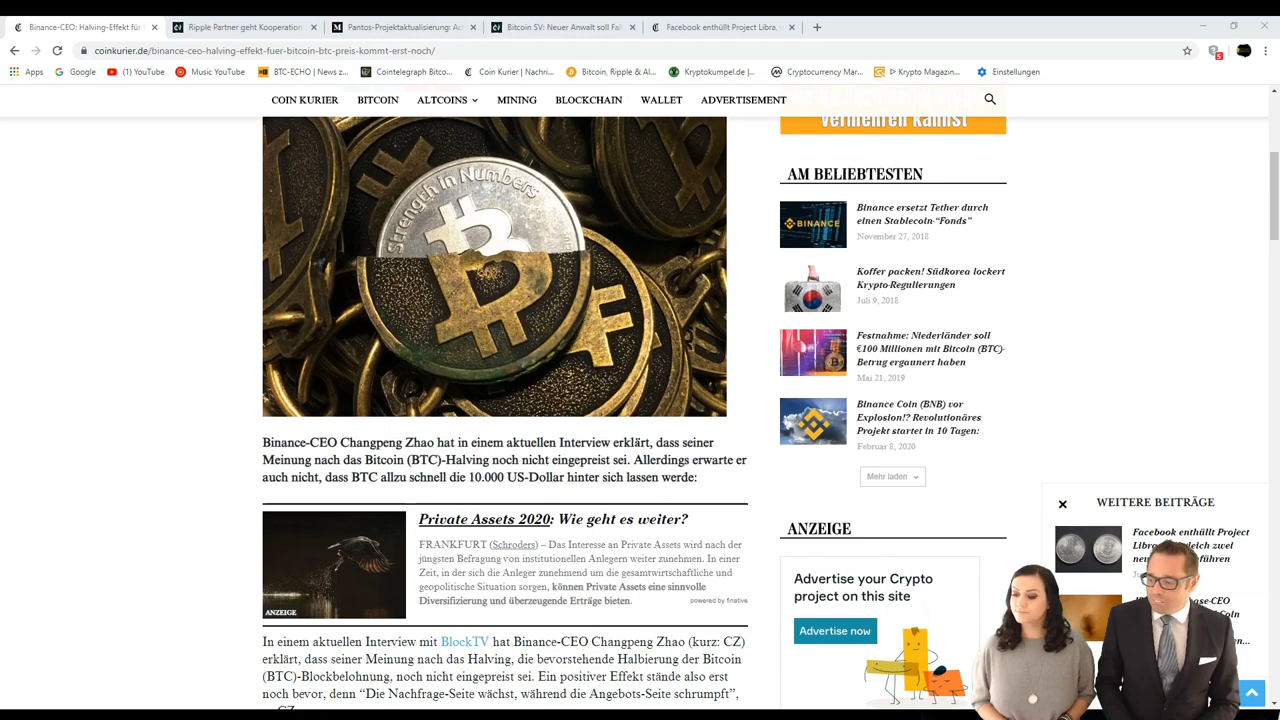 Binance-CEO: Halving-Effekt für
Ripple Partner geht Kooperation
Pantos-Projektaktualisierung: Ac
Bitcoin SV: Neuer Anwalt soll Fal
Facebook enthüllt Project Libra, v
coinkurier.de/binance-ceo-halving-effekt-fuer-bitcoin-btc-preis-kommt-erst-noch/
Apps
Google
(1) YouTube
Music YouTube
BTC-ECHO | News z...
Cointelegraph Bitco...
Coin Kurier | Nachri...
Bitcoin, Ripple & Al...
Kryptokumpel.de |...
Cryptocurrency Mar...
ᐅ Krypto Magazin...
Einstellungen
COIN KURIER
BITCOIN
ALTCOINS
MINING
BLOCKCHAIN
WALLET
ADVERTISEMENT
vermehren kannst
Strength in Numbers
AM BELIEBTESTEN
BINANCE
Binance ersetzt Tether durch
einen Stablecoin-“Fonds”
November 27, 2018
Koffer packen! Südkorea lockert
Krypto-Regulierungen
Juli 9, 2018
Festnahme: Niederländer soll
€100 Millionen mit Bitcoin (BTC)-
Betrug ergaunert haben
Mai 21, 2019
Binance Coin (BNB) vor
Explosion!? Revolutionäres
Projekt startet in 10 Tagen:
Februar 8, 2020
Mehr laden
Binance-CEO Changpeng Zhao hat in einem aktuellen Interview erklärt, dass seiner
Meinung nach das Bitcoin (BTC)-Halving noch nicht eingepreist sei. Allerdings erwarte er
auch nicht, dass BTC allzu schnell die 10.000 US-Dollar hinter sich lassen werde:
Private Assets 2020: Wie geht es weiter?
FRANKFURT (Schroders) – Das Interesse an Private Assets wird nach der
jüngsten Befragung von institutionellen Anlegern weiter zunehmen. In einer
Zeit, in der sich die Anleger zunehmend um die gesamtwirtschaftliche und
geopolitische Situation sorgen, können Private Assets eine sinnvolle
Diversifizierung und überzeugende Erträge bieten.
powered by finative
ANZEIGE
In einem aktuellen Interview mit BlockTV hat Binance-CEO Changpeng Zhao (kurz: CZ)
erklärt, dass seiner Meinung nach das Halving, die bevorstehende Halbierung der Bitcoin
(BTC)-Blockbelohnung, noch nicht eingepreist sei. Ein positiver Effekt stände also erst
noch bevor, denn “Die Nachfrage-Seite wächst, während die Angebots-Seite schrumpft”,
CZ
ANZEIGE
Advertise your Crypto
project on this site
Advertise now
WEITERE BEITRÄGE
Facebook enthüllt Project